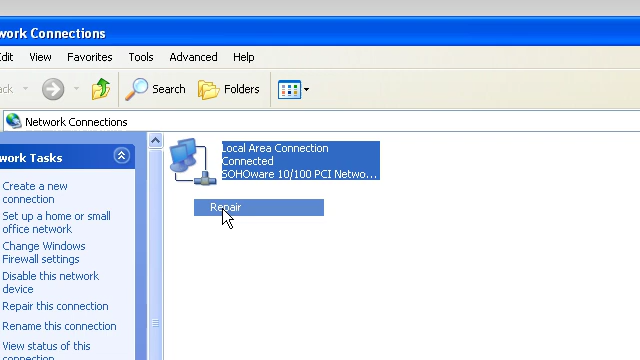 work Connections
Edit View Favorites Tools Advanced Help
Back Search Folders
Network Connections
work Tasks
Create a new
connection
Set up a home or small
office network
Change Windows
Firewall settings
Disable this network
device
Repair this connection
Rename this connection
View status of this
connection
Local Area Connection
Connected
SOHOware 10/100 PCI Netwo...
Repair